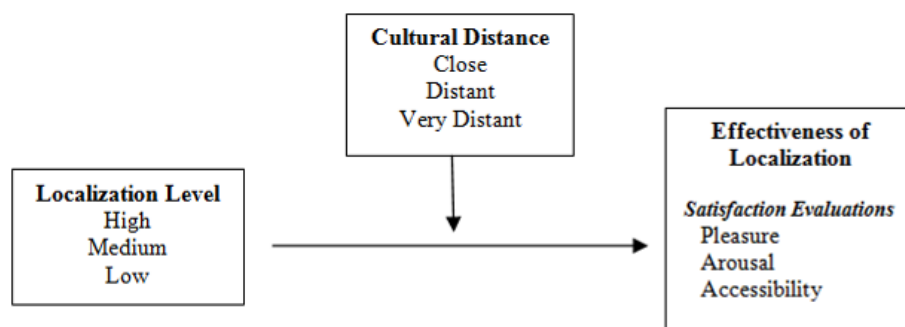 Cultural Distance
Close
Distant
Very Distant
Effectiveness of
Localization
Satisfaction Evaluations
Pleasure
Arousal
Accessibility
Localization Level
High
Medium
Low